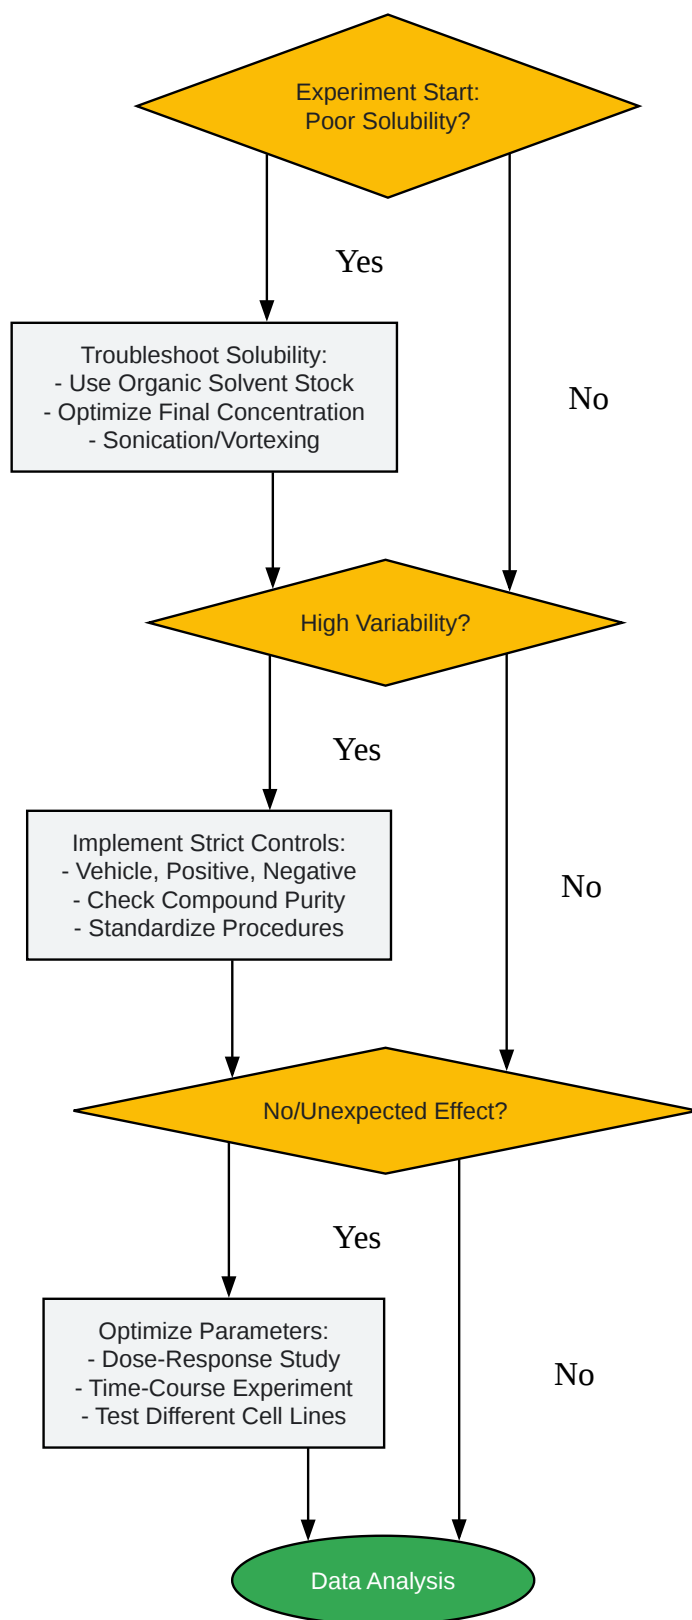 Experiment Start:
Poor Solubility?
Yes
Troubleshoot Solubility:
- Use Organic Solvent Stock
- Optimize Final Concentration
- Sonication/Vortexing
No
High Variability?
Yes
Implement Strict Controls:
- Vehicle, Positive, Negative
- Check Compound Purity
- Standardize Procedures
No
No/Unexpected Effect?
Yes
Optimize Parameters:
- Dose-Response Study
- Time-Course Experiment
- Test Different Cell Lines
No
Data Analysis